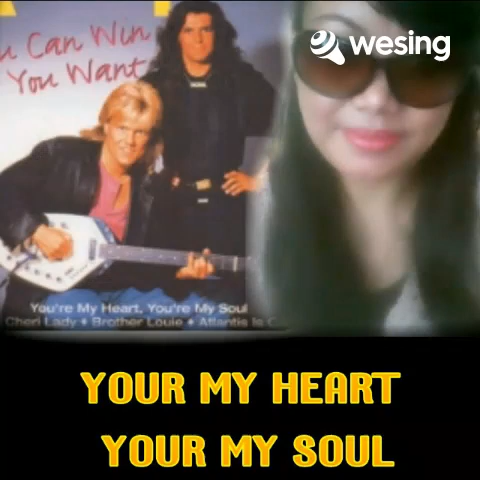 wesing
u Can Win
You Want
You're My Heart, You're My Soul
Cheri Lady • Brother Louie • Atlantis Is C
YOUR MY HEART
YOUR MY SOUL